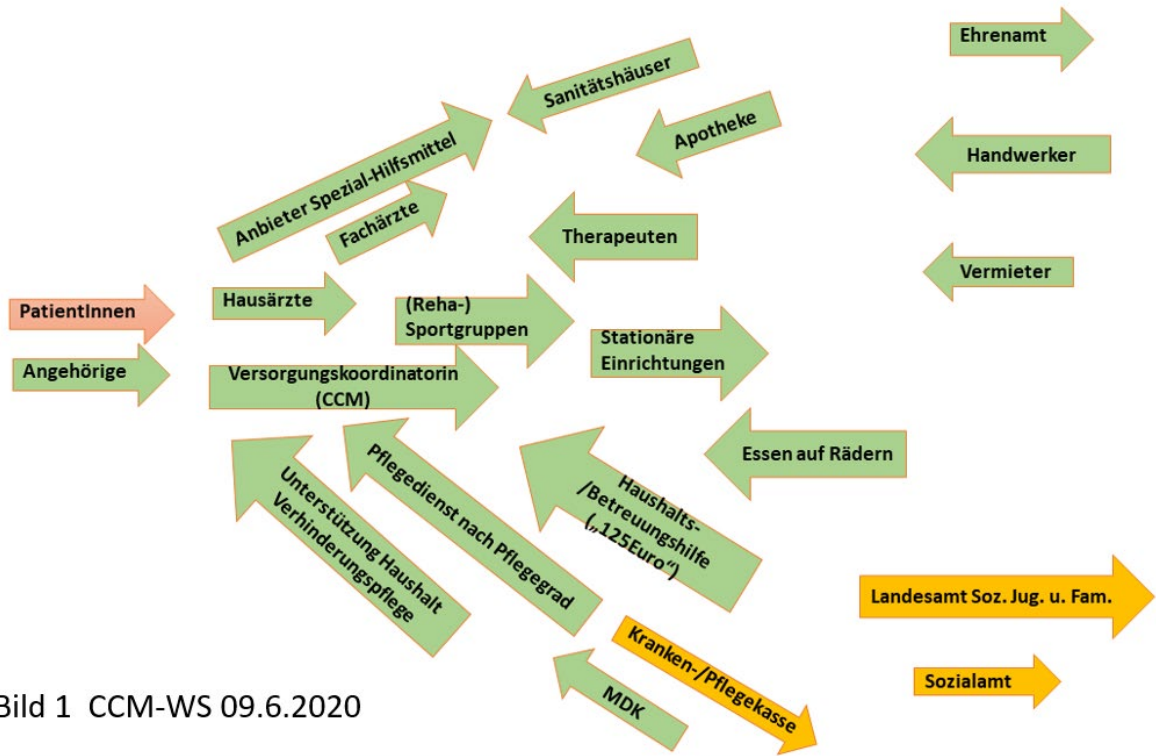 Ehrenamt
Sanitätshäuser
Apotheke
Handwerker
Anbieter Spezial-Hilfsmittel
Fachärzte
Therapeuten
Vermieter
PatientInnen
Hausärzte
(Reha-)
Sportgruppen
Stationäre
Einrichtungen
Angehörige
Versorgungskoordinatorin
(CCM)
Essen auf Rädern
Unterstützung Haushalt
Verhinderungspflege
Pflegedienst nach Pflegegrad
Haushalts-
/Betreuungshilfe
(„125Euro“)
Landesamt Soz. Jug. u. Fam.
Kranken-/Pflegekasse
Sozialamt
MDK
Bild 1 CCM-WS 09.6.2020